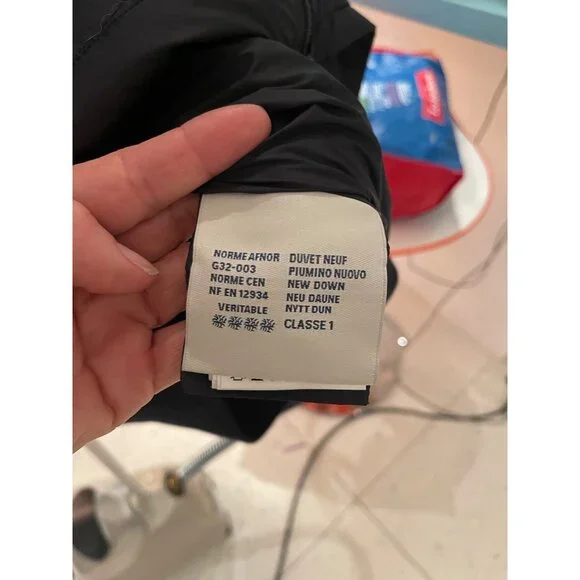 NORME AFNOR
G32-003
NORME CEN
NF EN 12934
VERITABLE
DUVET NEUF
PIUMINO NUOVO
NEW DOWN
NEU DAUNE
NYTT DUN
CLASSE 1